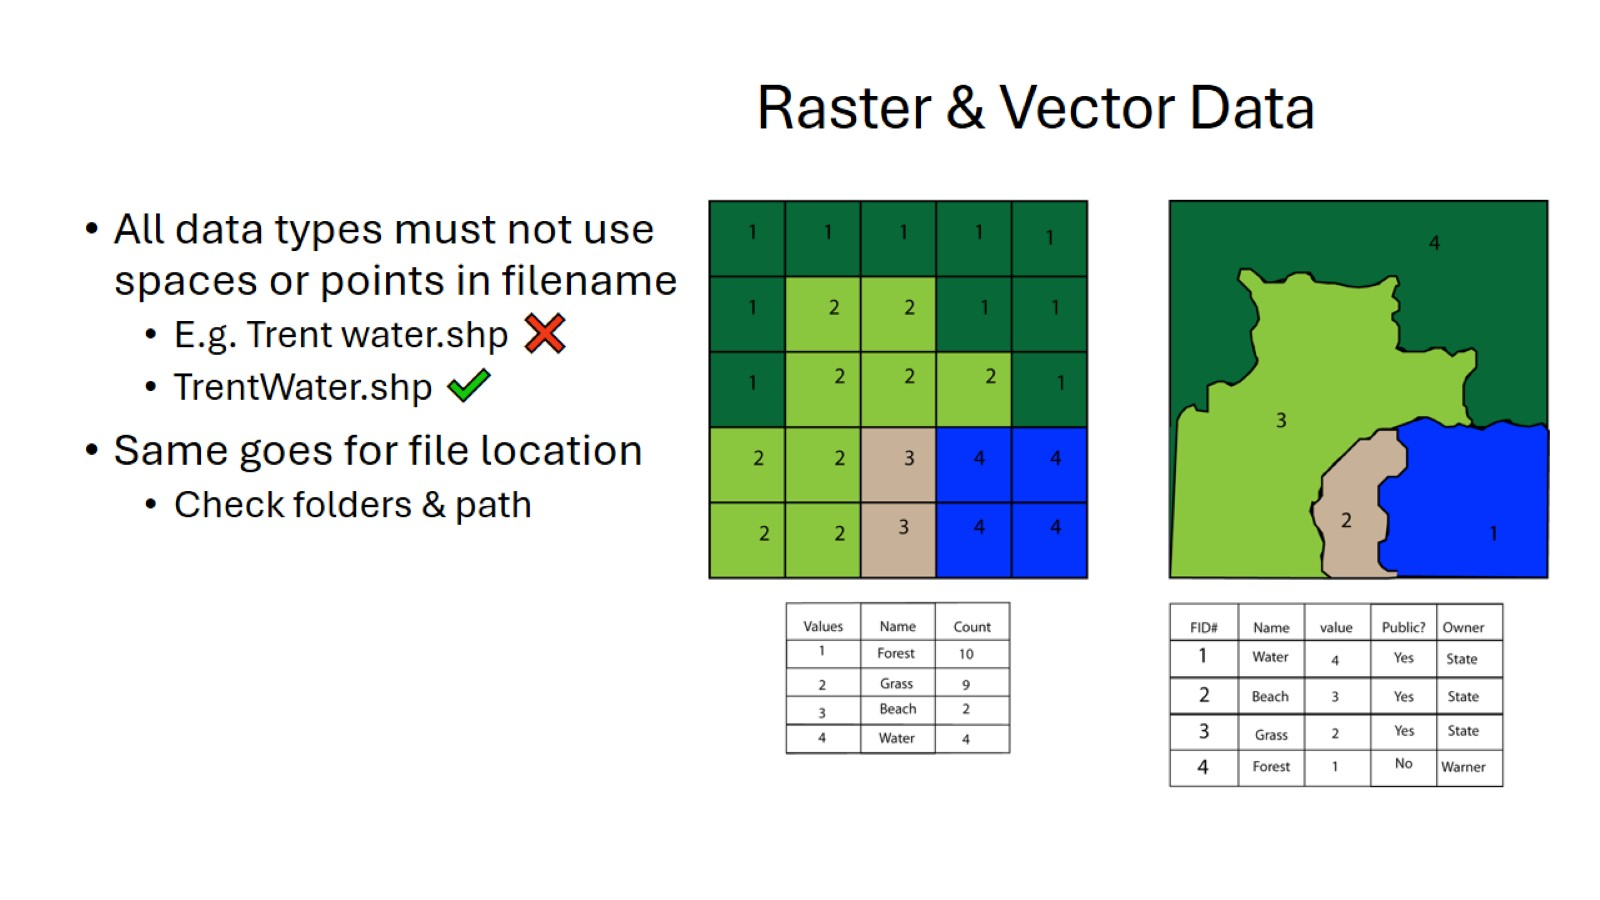 Raster & Vector Data
• All data types must not use
spaces or points in filename
• E.g. Trent water.shp
• TrentWater.shp
• Same goes for file location
• Check folders & path
1 1 1 1 1
1 2 2 1 1
1 2 2 2 1
2 2 3 4 4
2 2 3 4 4
Values Name Count
1 Forest 10
2 Grass 9
3 Beach 2
4 Water 4
4
3
2
1
FID# Name value Public? Owner
1 Water 4 Yes State
2 Beach 3 Yes State
3 Grass 2 Yes State
4 Forest 1 No Warner